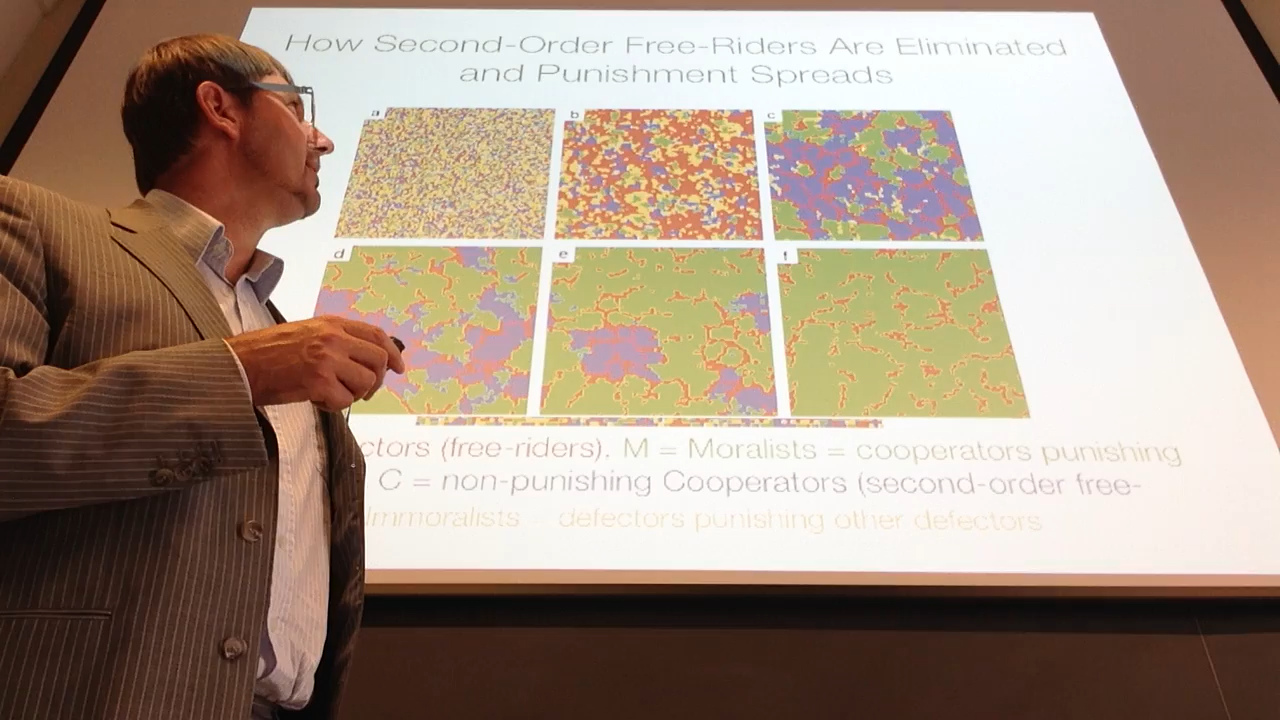 How Second-Order Free-Riders Are Eliminated
and Punishment Spreads
a b c
d e f
ctors (free-riders). M = Moralists = cooperators punishing
C = non-punishing Cooperators (second-order free-
Immoralists = defectors punishing other defectors